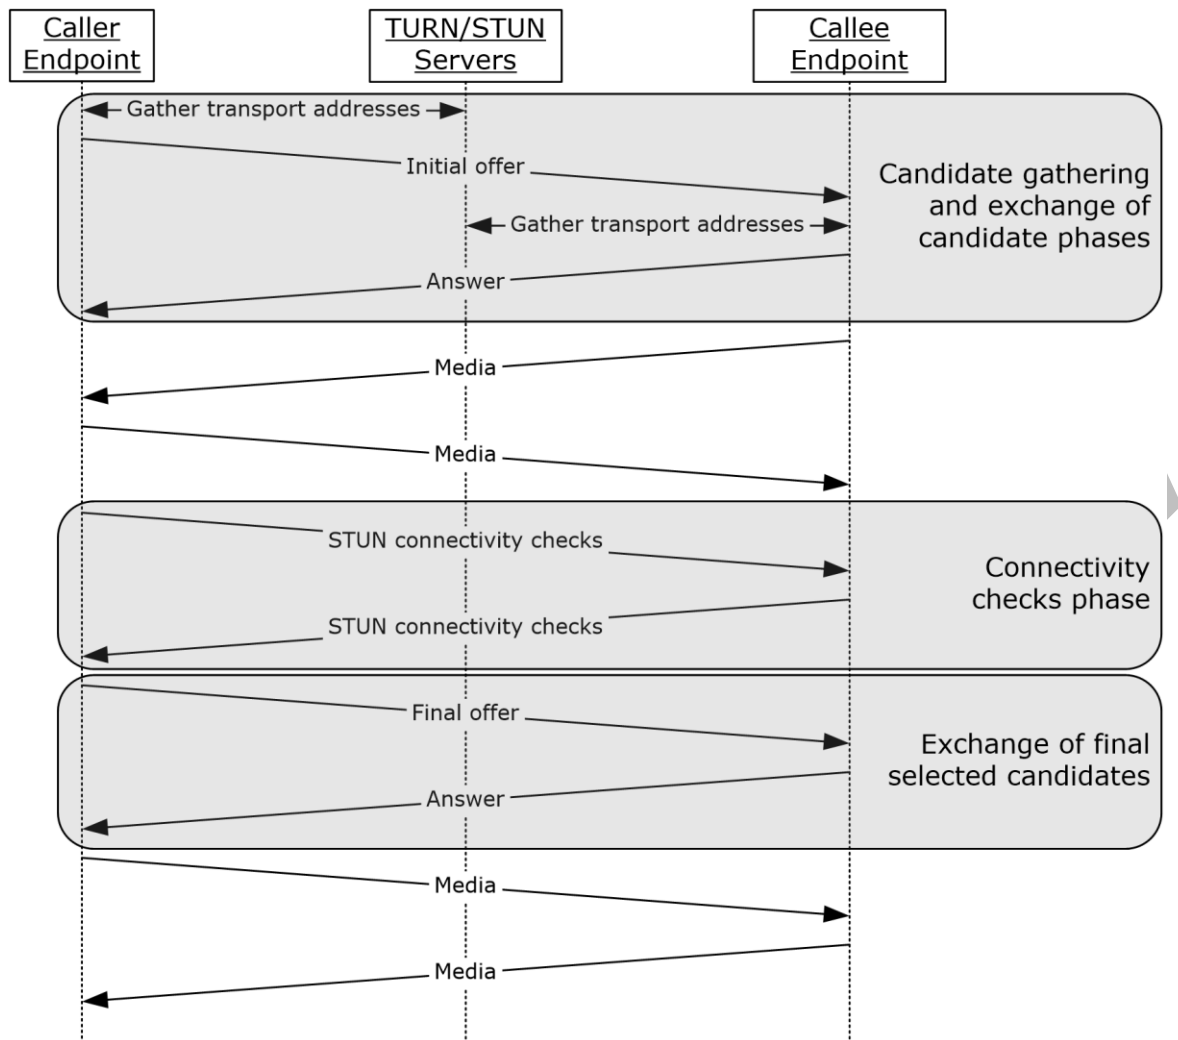 Caller
Endpoint
TURN/STUN
Servers
Callee
Endpoint
Gather transport addresses
Initial offer
Gather transport addresses
Answer
Candidate gathering
and exchange of
candidate phases
Media
Media
STUN connectivity checks
STUN connectivity checks
Connectivity
checks phase
Final offer
Answer
Exchange of final
selected candidates
Media
Media